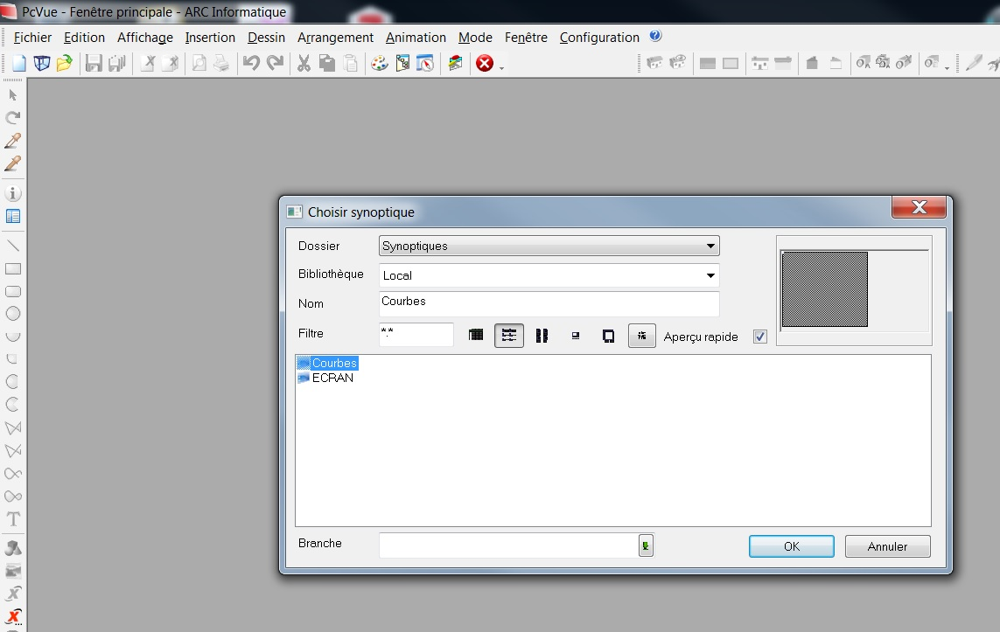 PcVue - Fenêtre principale - ARC Informatique
Fichier Edition Affichage Insertion Dessin Arrangement Animation Mode Fenêtre Configuration
Choisir synoptique
Dossier Synoptiques
Bibliothèque Local
Nom Courbes
Filtre *.* Aperçu rapide
Courbes
ECRAN
Branche OK Annuler